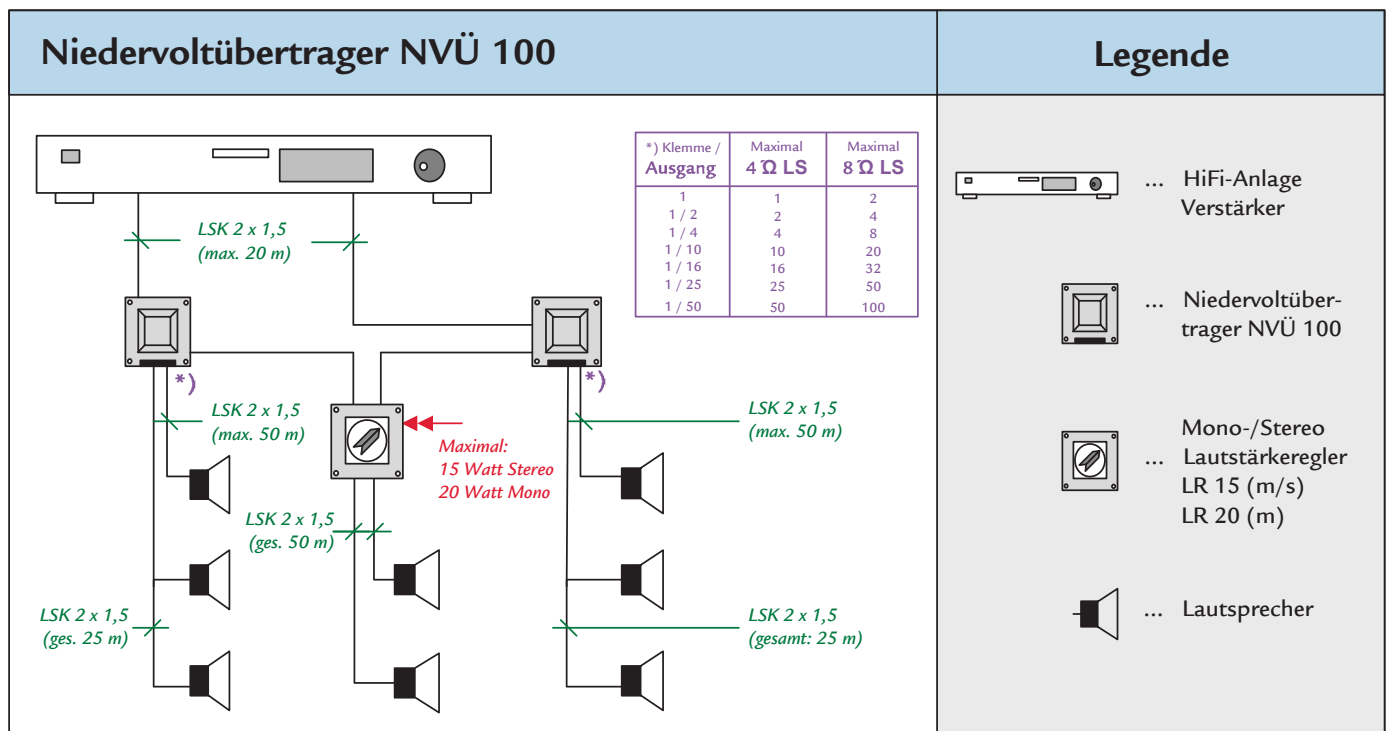 Niedervoltübertrager NVÜ 100
Legende
*) Klemme / Ausgang
Maximal 4 Ω LS
Maximal 8 Ω LS
1 1 2
1 / 2 2 4
1 / 4 4 8
1 / 10 10 20
1 / 16 16 32
1 / 25 25 50
1 / 50 50 100
LSK 2 x 1,5
(max. 20 m)
*)
*)
LSK 2 x 1,5
(max. 50 m)
Maximal:
15 Watt Stereo
20 Watt Mono
LSK 2 x 1,5
(max. 50 m)
LSK 2 x 1,5
(ges. 50 m)
LSK 2 x 1,5
(ges. 25 m)
LSK 2 x 1,5
(gesamt: 25 m)
... HiFi-Anlage
Verstärker
... Niedervoltüber-
trager NVÜ 100
Mono-/Stereo
... Lautstärkeregler
LR 15 (m/s)
LR 20 (m)
... Lautsprecher